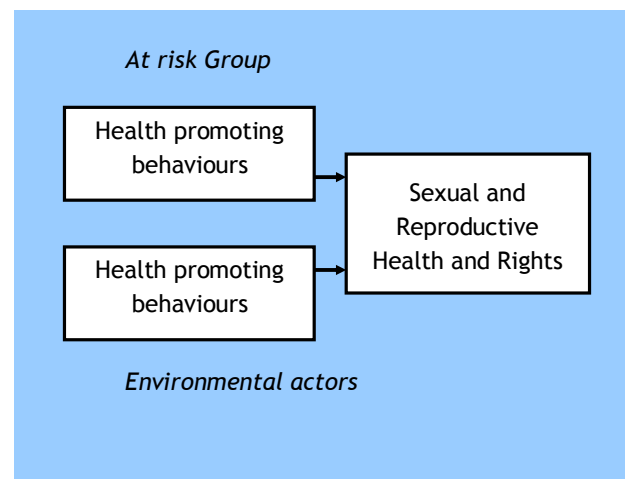 At risk Group
Health promoting
behaviours
Sexual and
Reproductive
Health and Rights
Health promoting
behaviours
Environmental actors